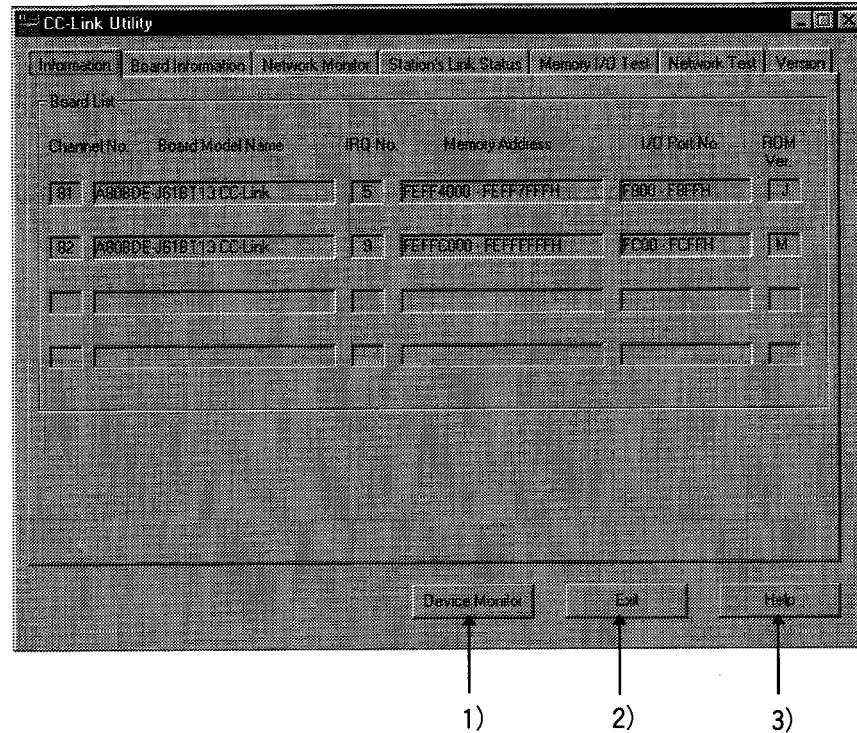 CC-Link Utility
Information Board Information Network Monitor Station's Link Status Memory I/O Test Network Test Version
Board List
Channel No. Board Model Name IRQ No. Memory Address I/O Port No. ROM Ver.
81 A80BDE-J61BT13 CC-Link 5 FEFF4000 - FEFF7FFFH F800 - F8FFH J
82 A80BDE-J61BT13 CC-Link 9 FEFFC000 - FEFFFFFFH FC00 - FCFFH M
Device Monitor Exit Help
1) 2) 3)